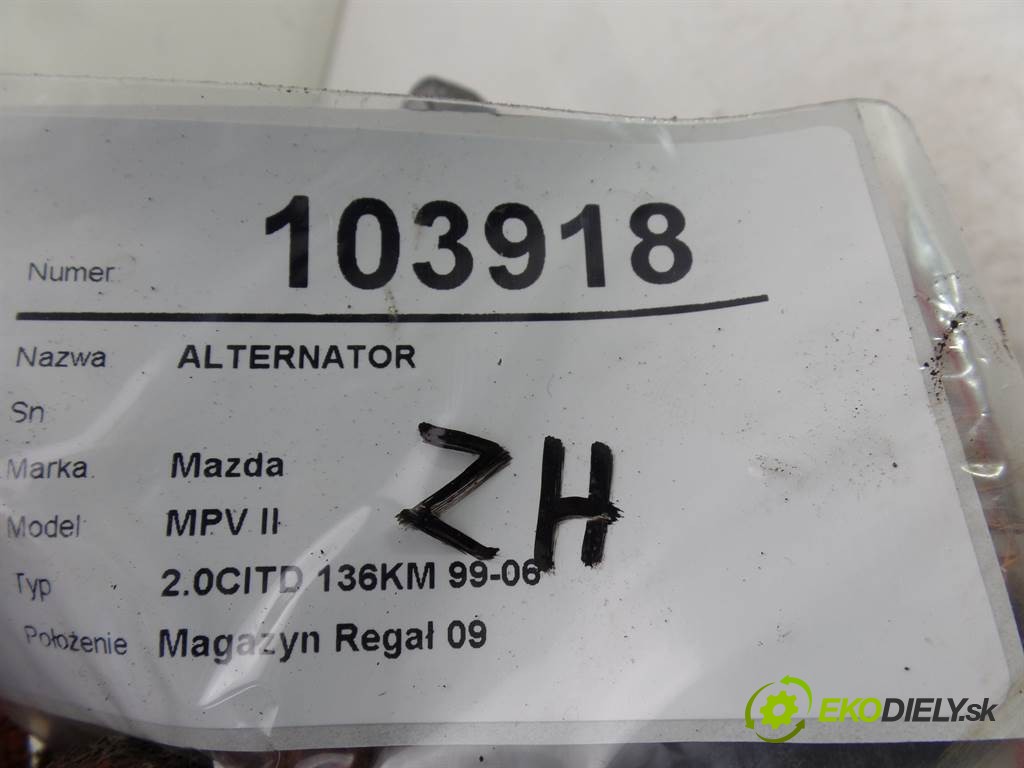 Numer: 103918
Nazwa ALTERNATOR
Sn
Marka. Mazda
Model MPV II
Typ 2.0CITD 136KM 99-06
Położenie Magazyn Regał 09
ZH
EKODIELY.sk